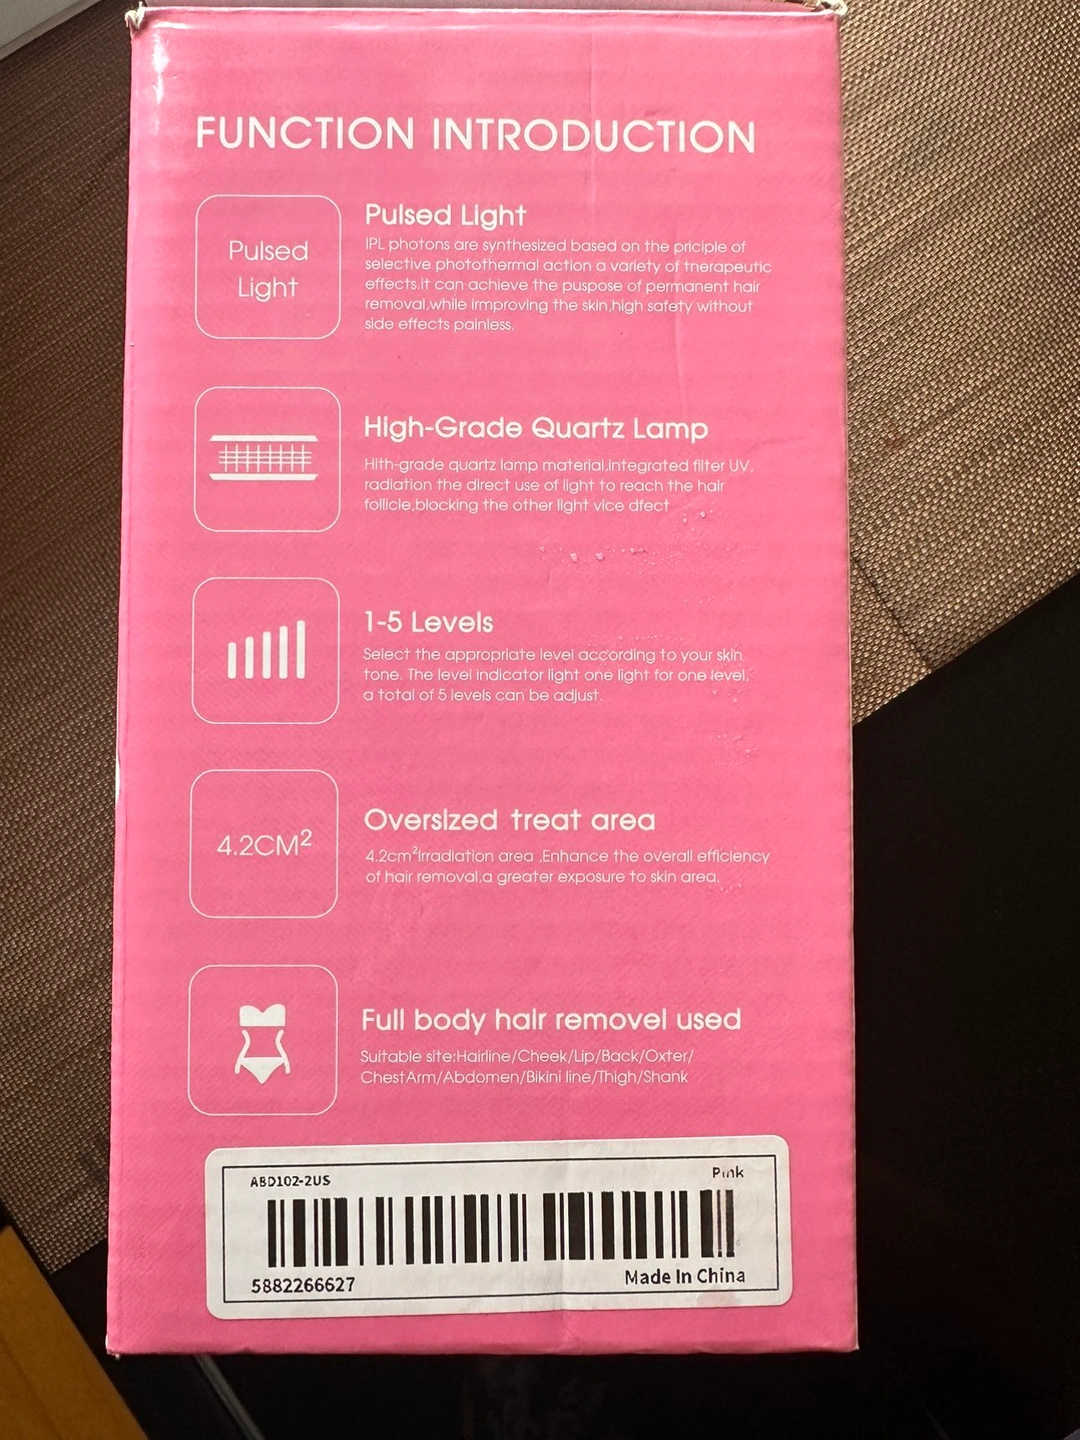 FUNCTION INTRODUCTION
Pulsed
Light
Pulsed Light
IPL photons are synthesized based on the priciple of
selective photothermal action a variety of tnerapeutic
effects.it can achieve the puspose of permanent hair
removal,while irmproving the skin,high safety without
side effects painless.
High-Grade Quartz Lamp
Hith-grade quartz lamp material,integrated filter UV,
radiation the direct use of light to reach the hair
follicle,blocking the other light vice dfect
1-5 Levels
Select the appropriate level according to your skin
tone. The level indicator light one light for one level,
a total of 5 levels can be adjust.
4.2CM²
Oversized treat area
4.2cm²Irradiation area ,Enhance the overall efficiency
of hair removal,a greater exposure to skin area.
Full body hair removel used
Suitable site:Hairline/Cheek/Lip/Back/Oxter/
ChestArm/Abdomen/Bikini line/Thigh/Shank
ABD102-2US
Pink
5882266627
Made In China